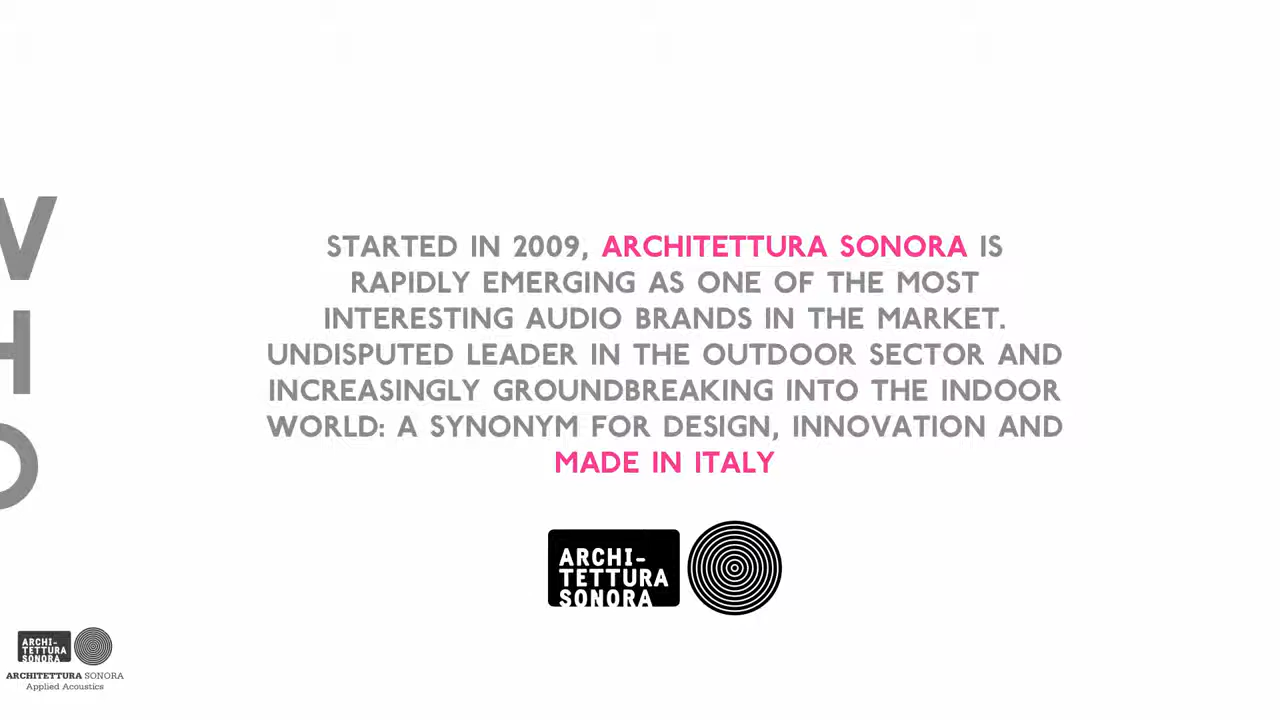 W
H
O
STARTED IN 2009, ARCHITETTURA SONORA IS
RAPIDLY EMERGING AS ONE OF THE MOST
INTERESTING AUDIO BRANDS IN THE MARKET.
UNDISPUTED LEADER IN THE OUTDOOR SECTOR AND
INCREASINGLY GROUNDBREAKING INTO THE INDOOR
WORLD: A SYNONYM FOR DESIGN, INNOVATION AND
MADE IN ITALY
ARCHI-
TETTURA
SONORA
ARCHI-
TETTURA
SONORA
ARCHITETTURA SONORA
Applied Acoustics